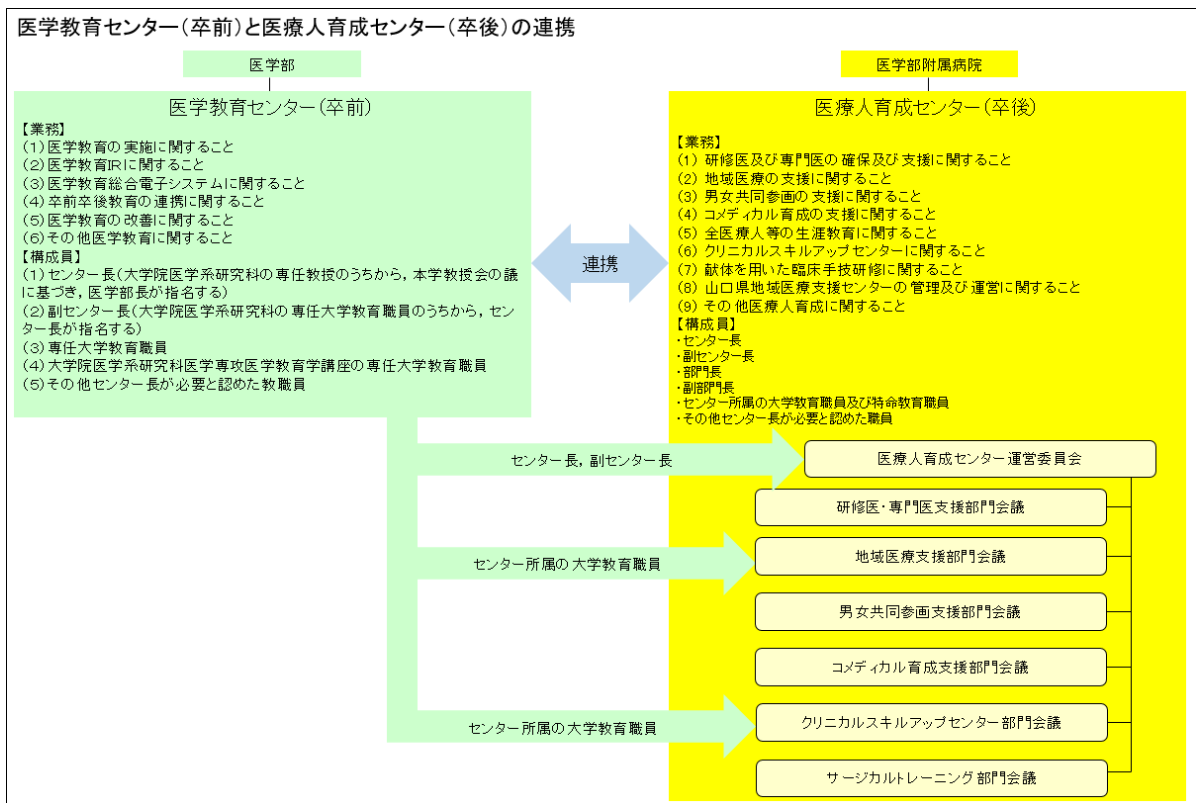 医学教育センター(卒前)と医療人育成センター(卒後)の連携
医学部
医学教育センター(卒前)
【業務】
(1)医学教育の実施に関すること
(2)医学教育IRに関すること
(3)医学教育総合電子システムに関すること
(4)卒前卒後教育の連携に関すること
(5)医学教育の改善に関すること
(6)その他医学教育に関すること
【構成員】
(1)センター長(大学院医学系研究科の専任教授のうちから,本学教授会の議
に基づき,医学部長が指名する)
(2)副センター長(大学院医学系研究科の専任大学教育職員のうちから,セン
ター長が指名する)
(3)専任大学教育職員
(4)大学院医学系研究科医学専攻医学教育学講座の専任大学教育職員
(5)その他センター長が必要と認めた教職員
連携
医学部附属病院
医療人育成センター(卒後)
【業務】
(1) 研修医及び専門医の確保及び支援に関すること
(2) 地域医療の支援に関すること
(3) 男女共同参画の支援に関すること
(4) コメディカル育成の支援に関すること
(5) 全医療人等の生涯教育に関すること
(6) クリニカルスキルアップセンターに関すること
(7) 献体を用いた臨床手技研修に関すること
(8) 山口県地域医療支援センターの管理及び運営に関すること
(9) その他医療人育成に関すること
【構成員】
・センター長
・副センター長
・部門長
・副部門長
・センター所属の大学教育職員及び特命教育職員
・その他センター長が必要と認めた職員
センター長,副センター長
医療人育成センター運営委員会
研修医・専門医支援部門会議
センター所属の大学教育職員
地域医療支援部門会議
男女共同参画支援部門会議
コメディカル育成支援部門会議
センター所属の大学教育職員
クリニカルスキルアップセンター部門会議
サージカルトレーニング部門会議